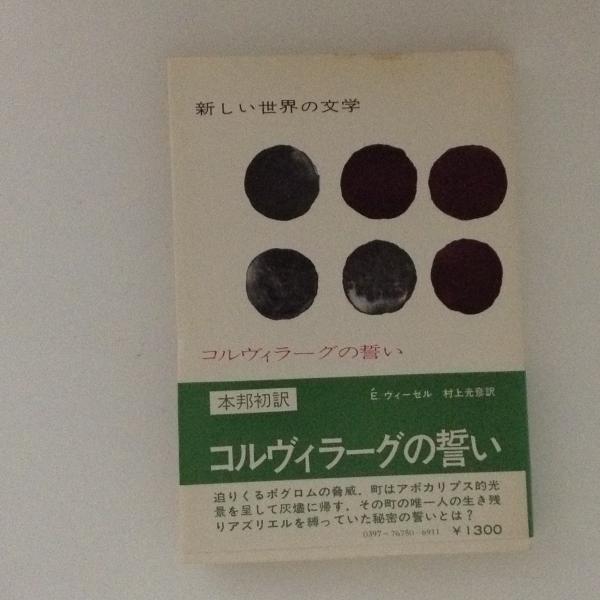 新しい世界の文学
コルヴィラーグの誓い
本邦初訳
É. ヴィーゼル 村上光彦訳
コルヴィラーグの誓い
迫りくるポグロムの脅威。町はアポカリプス的光
景を呈して灰燼に帰す。その町の唯一人の生き残
りアズリエルを縛っていた秘密の誓いとは？
0397-76780-6911 ￥1300